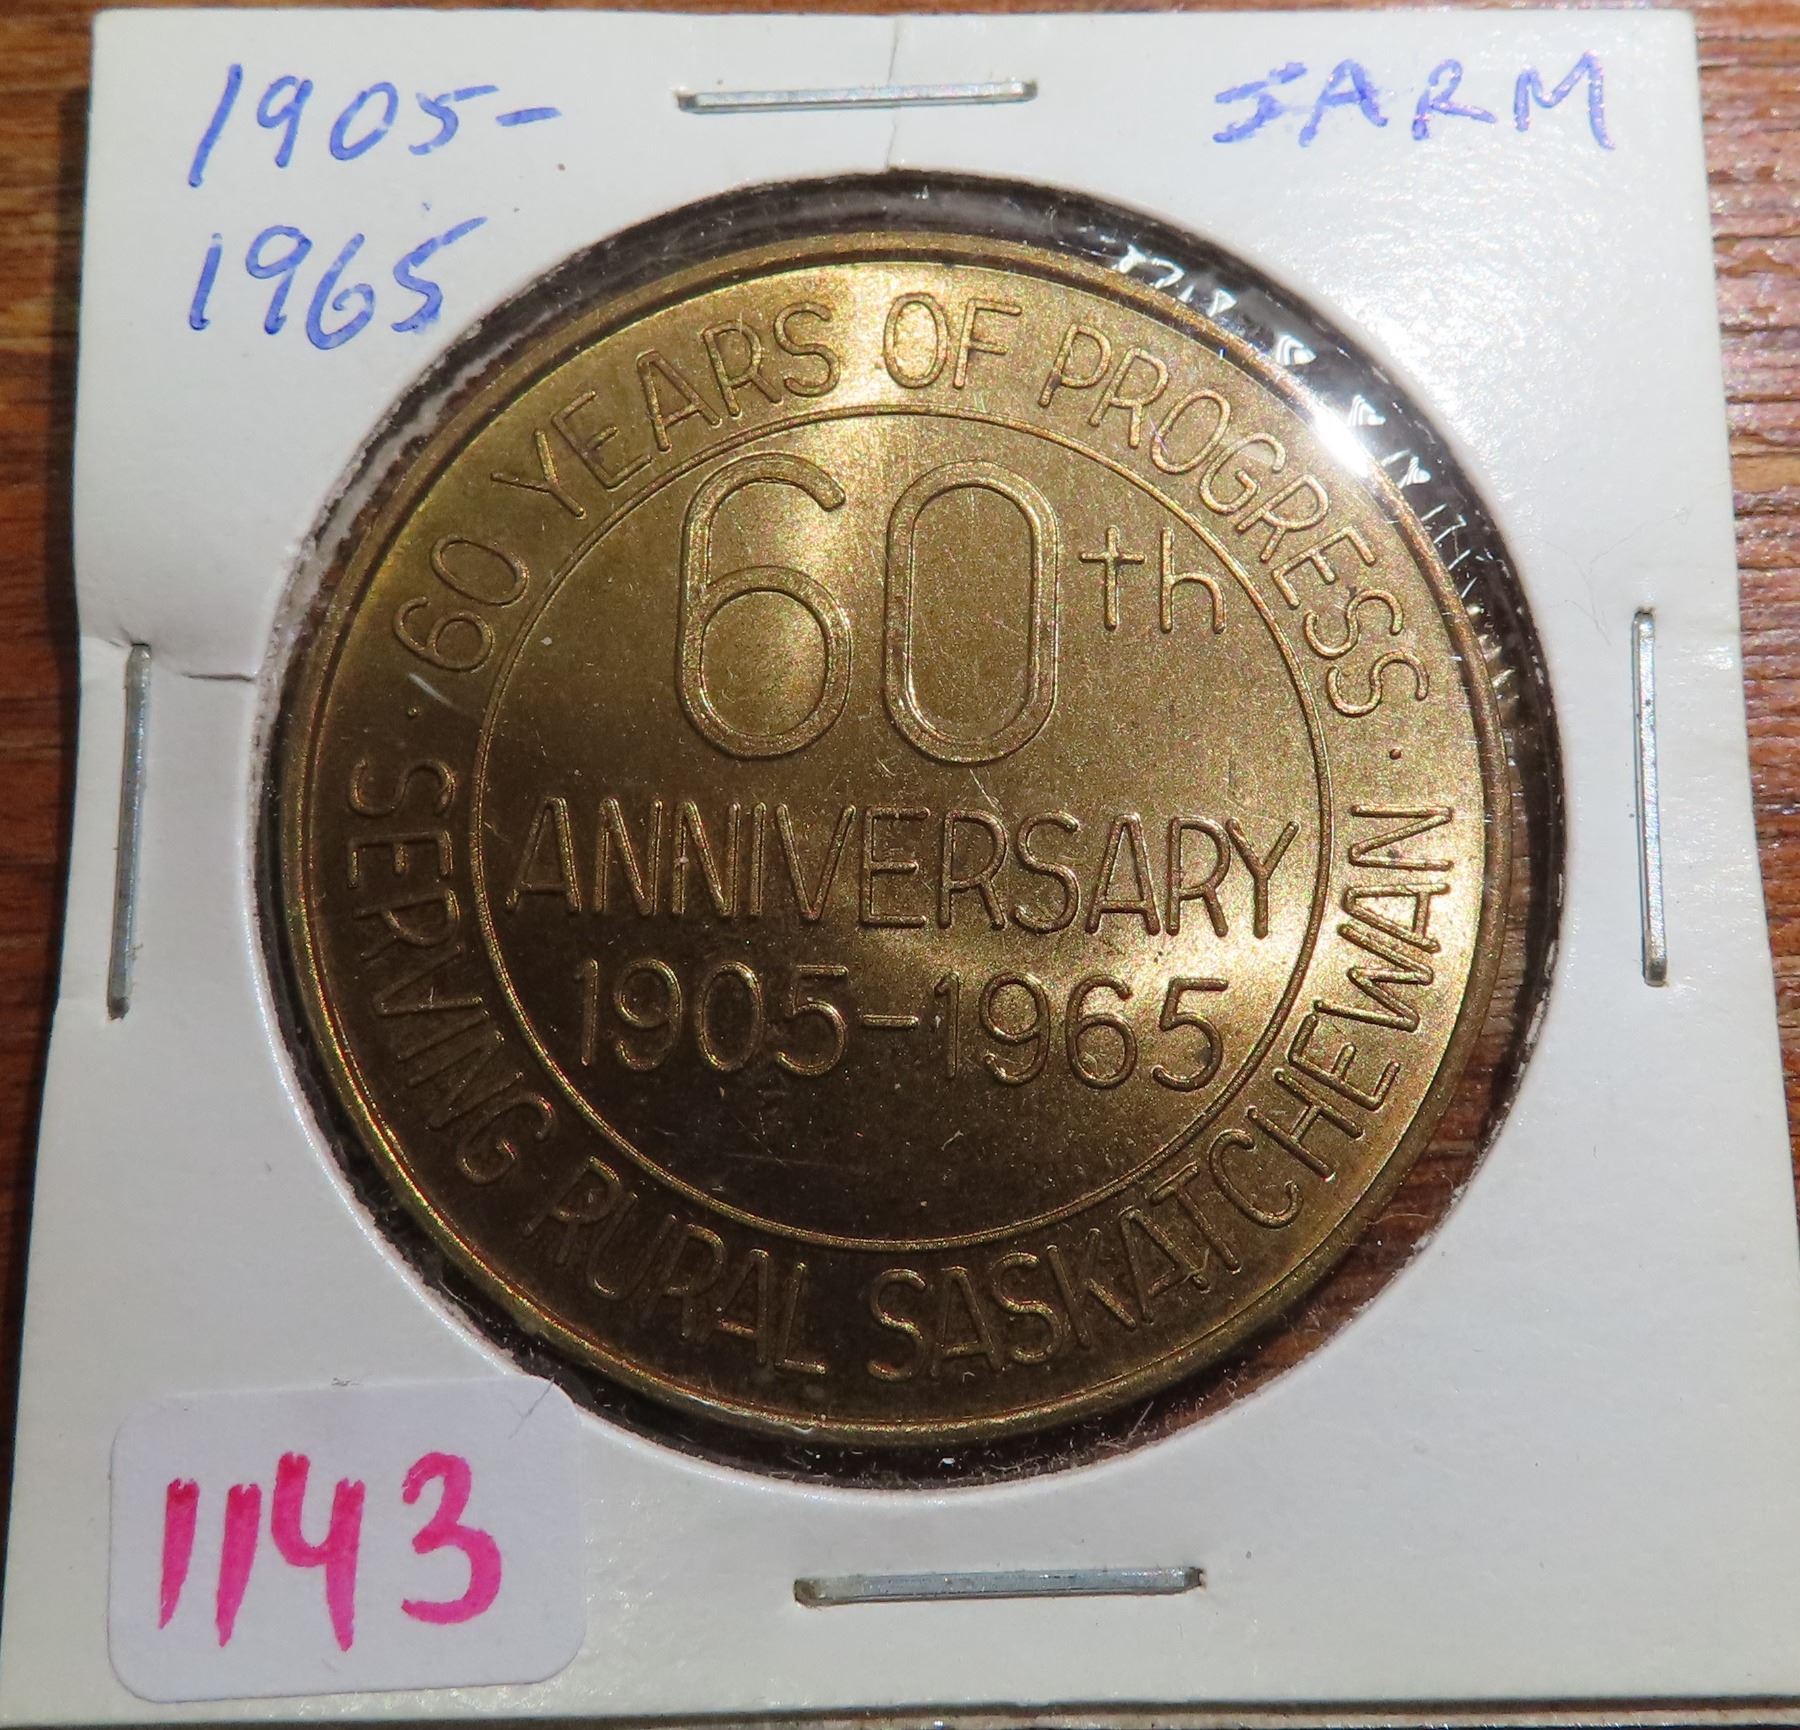 1905-
1965
SARM
60 YEARS OF PROGRESS
60th
ANNIVERSARY
1905-1965
· SERVING RURAL SASKATCHEWAN ·
1143